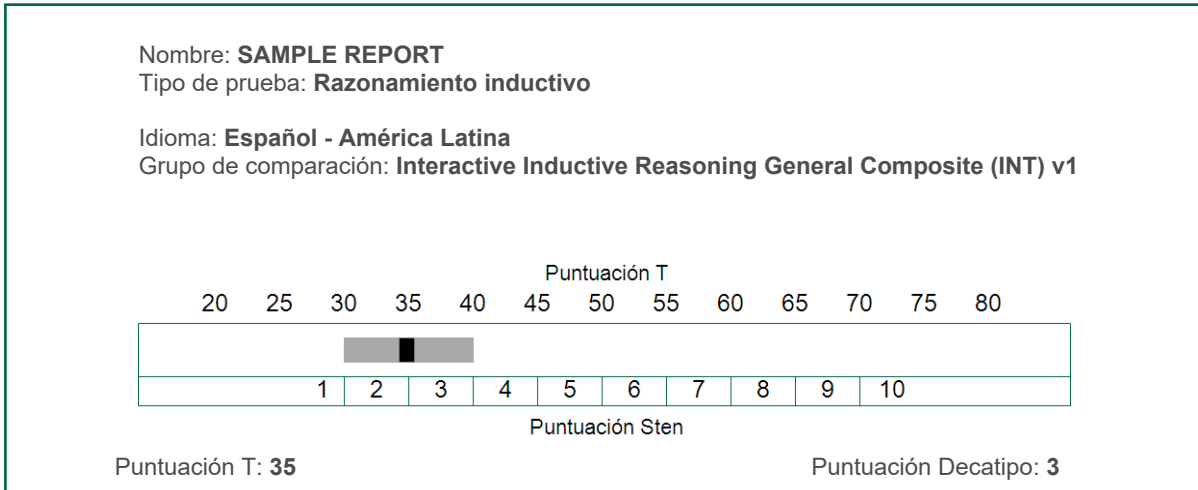 Nombre: SAMPLE REPORT
Tipo de prueba: Razonamiento inductivo
Idioma: Español - América Latina
Grupo de comparación: Interactive Inductive Reasoning General Composite (INT) v1
Puntuación T
20 25 30 35 40 45 50 55 60 65 70 75 80
1 2 3 4 5 6 7 8 9 10
Puntuación Sten
Puntuación T: 35 Puntuación Decatipo: 3